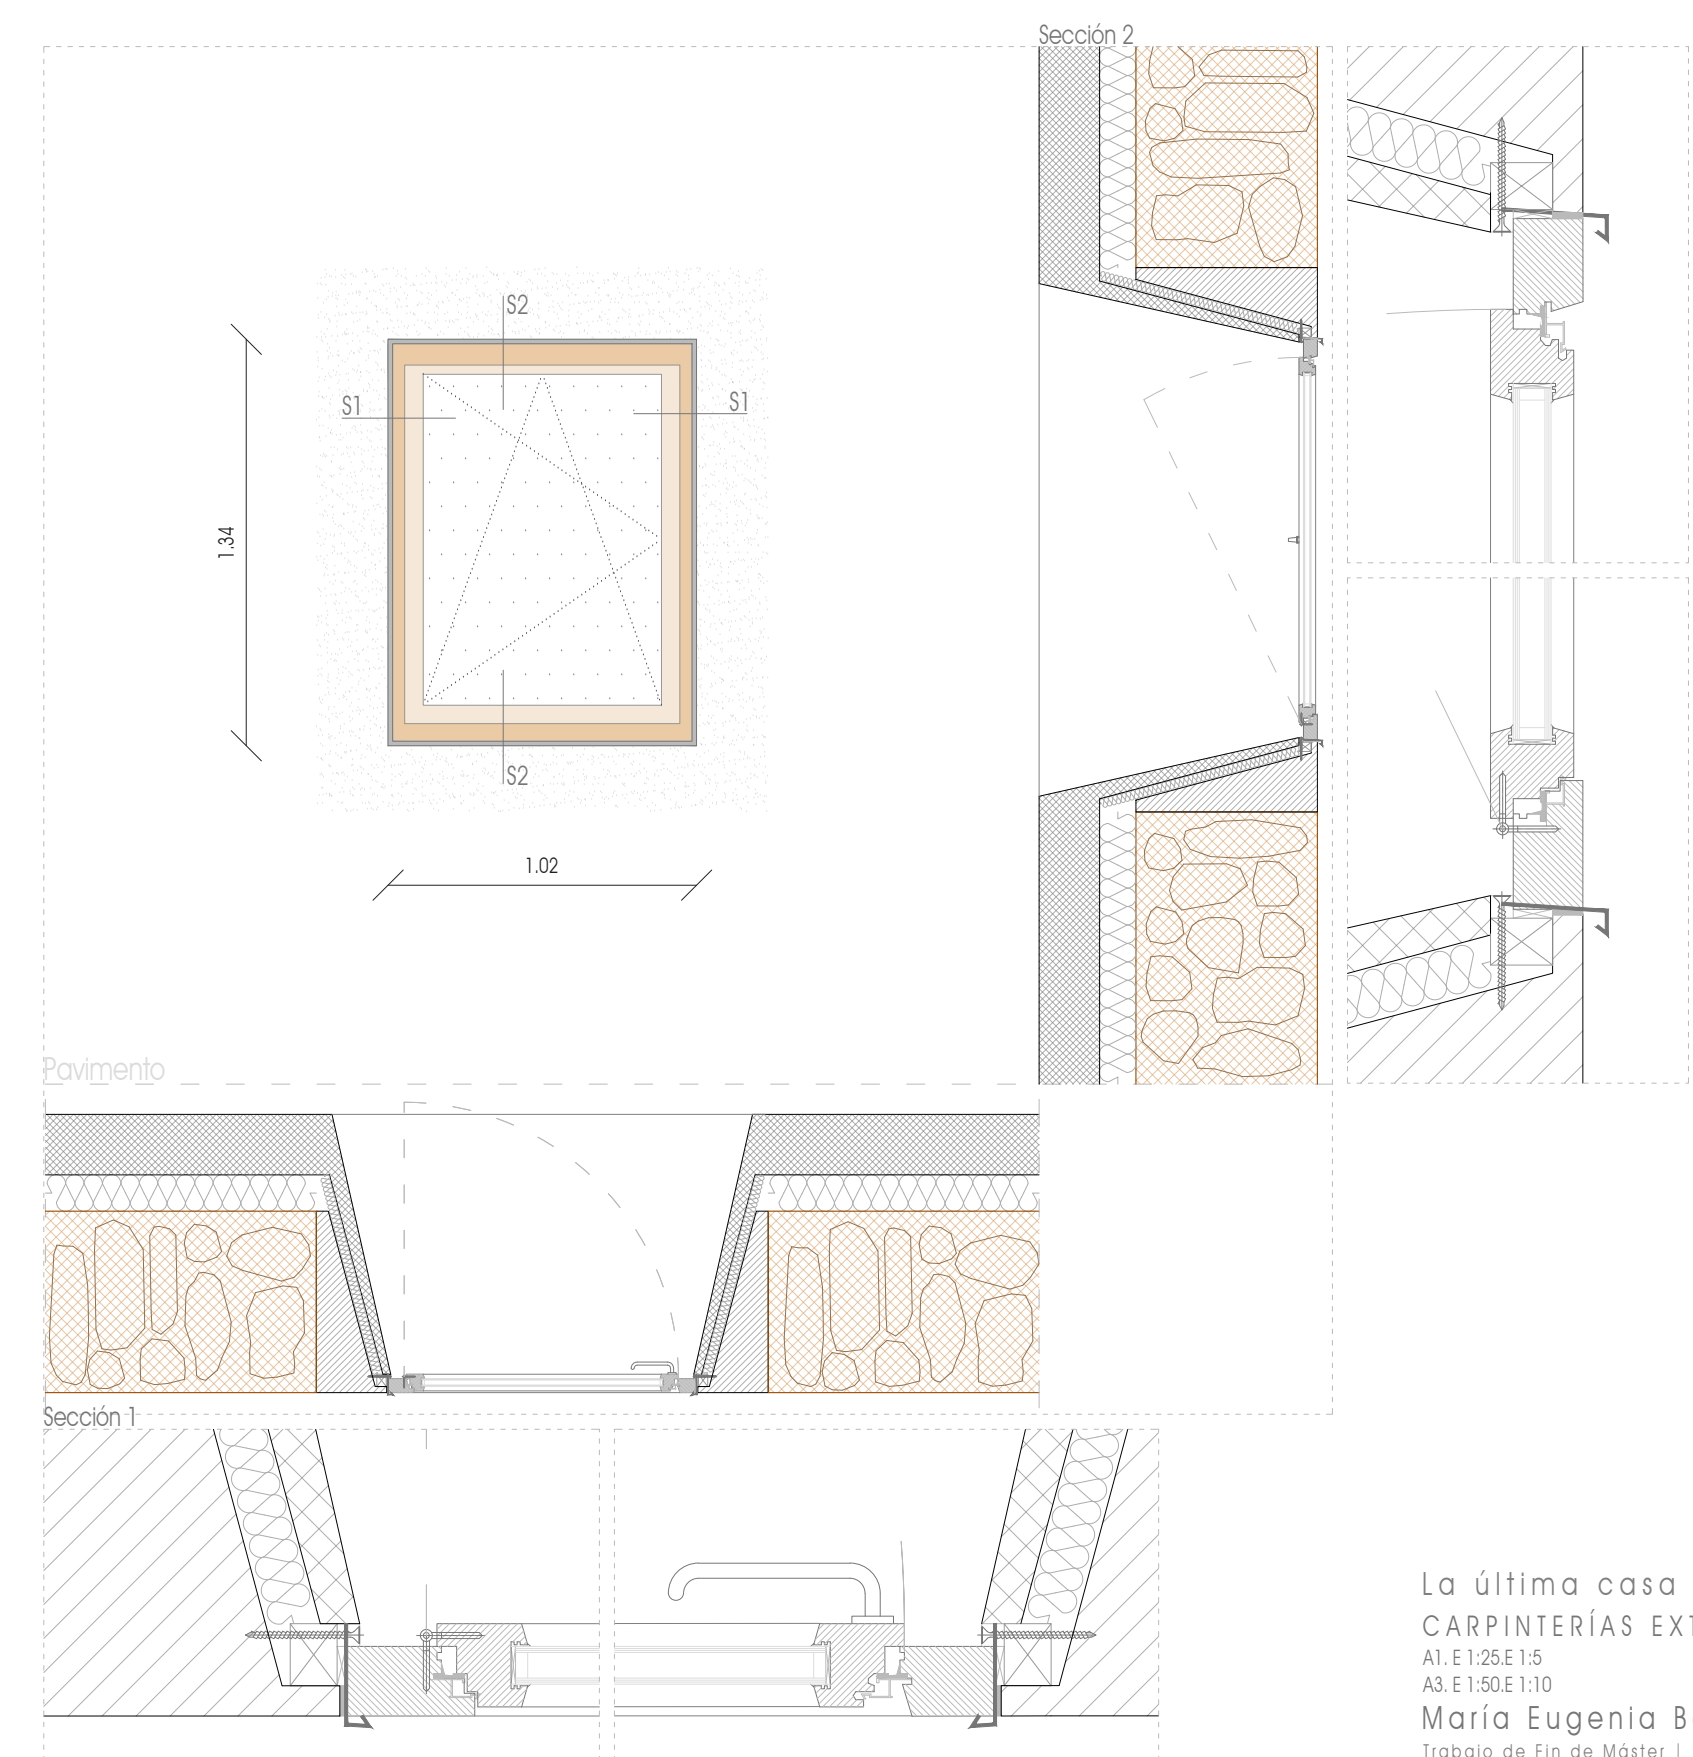 Sección 2
S2
S1
S1
1.34
S2
1.02
Pavimento
Sección 1
La última casa
CARPINTERÍAS EXT
A1. E 1:25.E 1:5
A3. E 1:50.E 1:10
María Eugenia B
Trabajo de Fin de Máster |